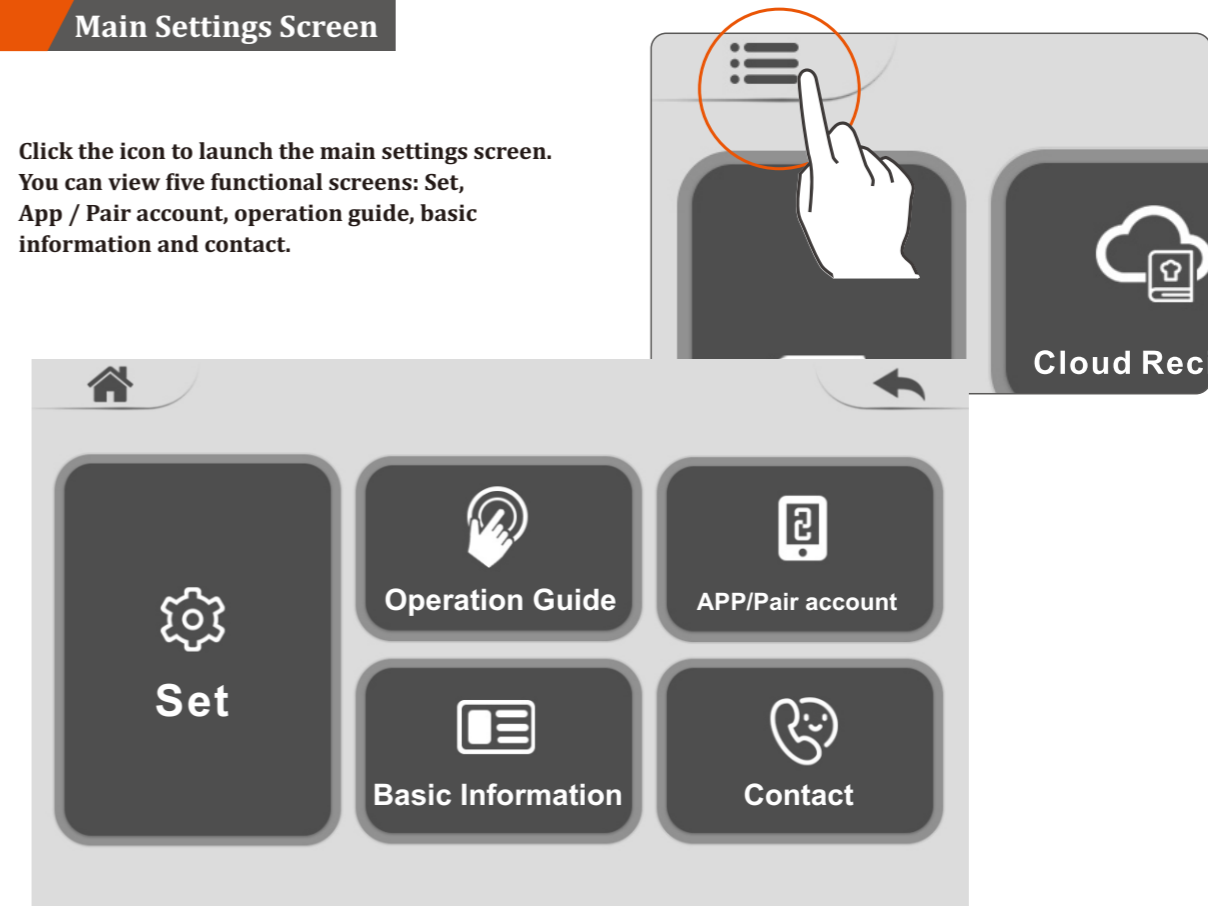 Main Settings Screen
Click the icon to launch the main settings screen.
You can view five functional screens: Set,
App / Pair account, operation guide, basic
information and contact.
Cloud Rec
Set
Operation Guide
APP/Pair account
Basic Information
Contact